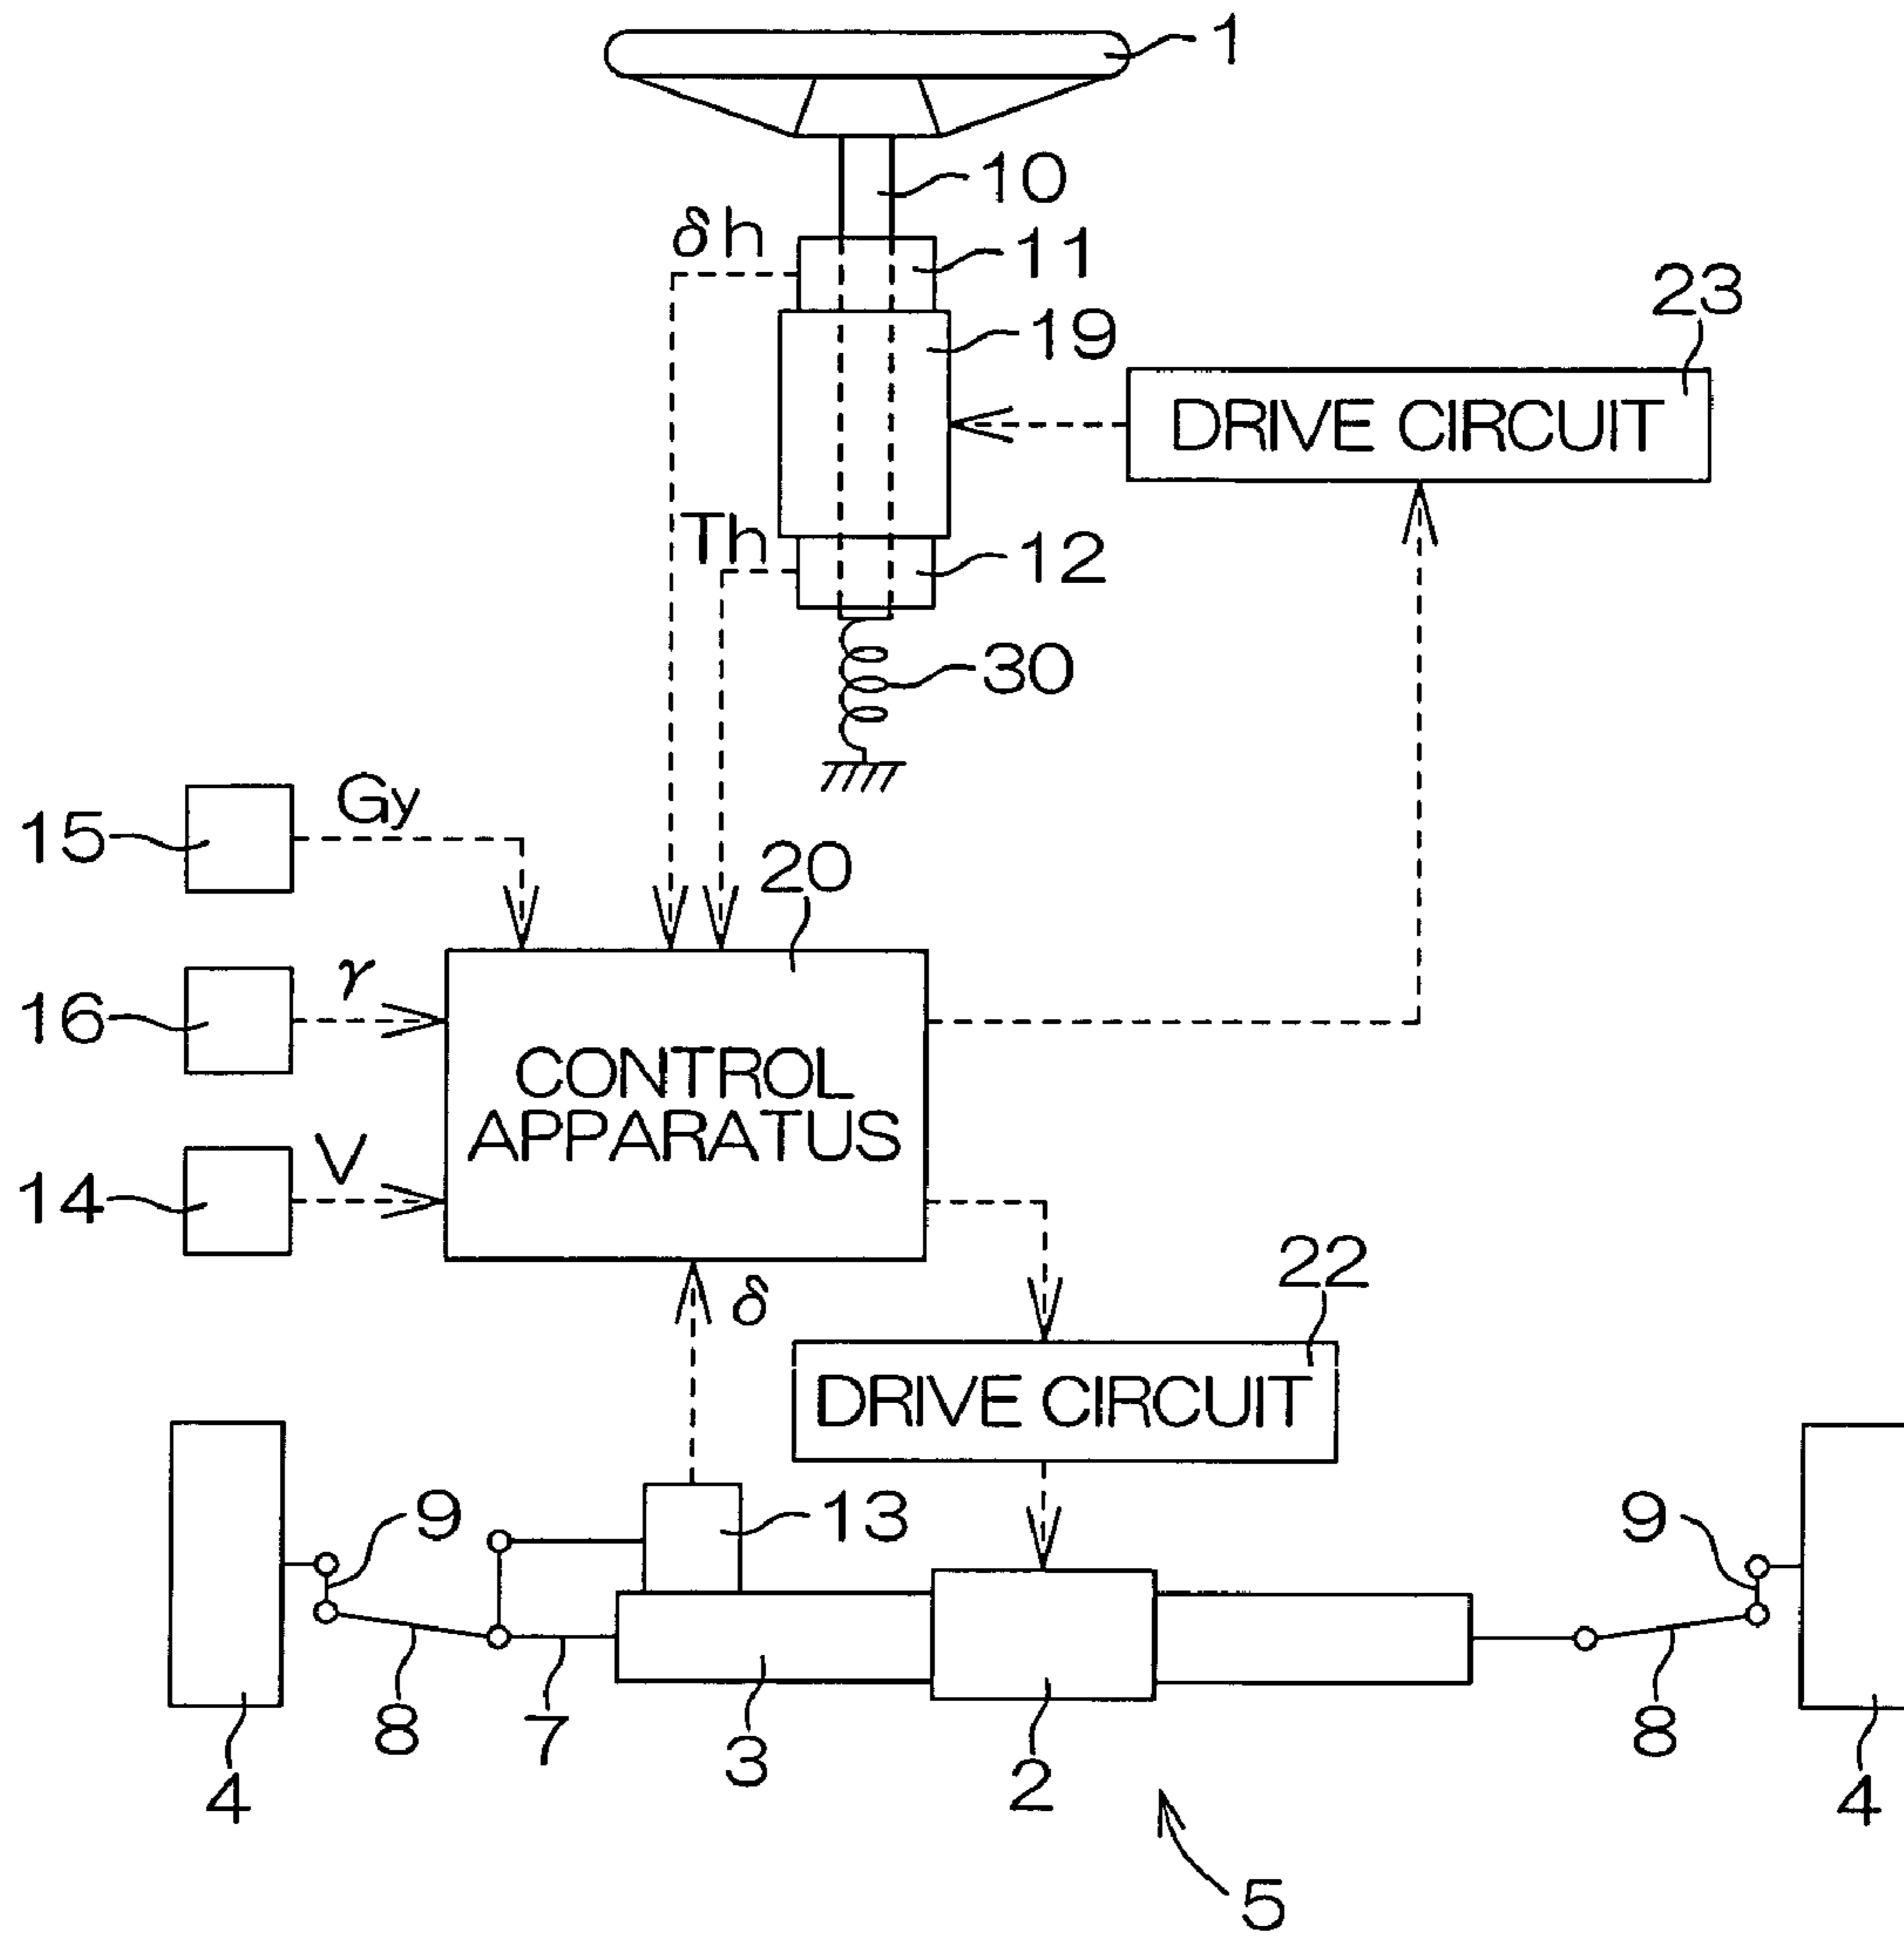 1
10
δh
11
23
19
DRIVE CIRCUIT
Th
12
30
Gy
15
20
γ
16
CONTROL
APPARATUS
V
14
22
δ
DRIVE CIRCUIT
9
13
9
8
7
3
2
8
4
4
5